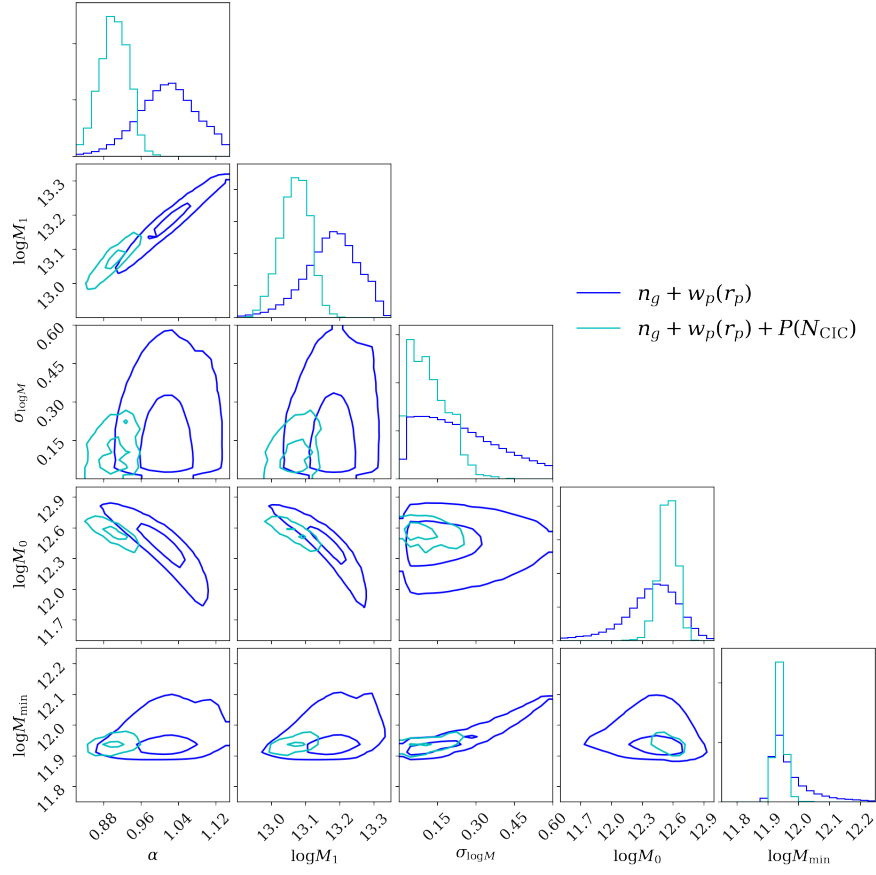 logM₁
13.3
13.2
13.1
13.0
n_g + w_p(r_p)
n_g + w_p(r_p) + P(N_CIC)
σ_logM
0.60
0.45
0.30
0.15
logM₀
12.9
12.6
12.3
12.0
11.7
logM_min
12.2
12.1
12.0
11.9
11.8
0.88 0.96 1.04 1.12 13.0 13.1 13.2 13.3 0.15 0.30 0.45 0.60 11.7 12.0 12.3 12.6 12.9 11.8 11.9 12.0 12.1 12.2
α logM₁ σ_logM logM₀ logM_min